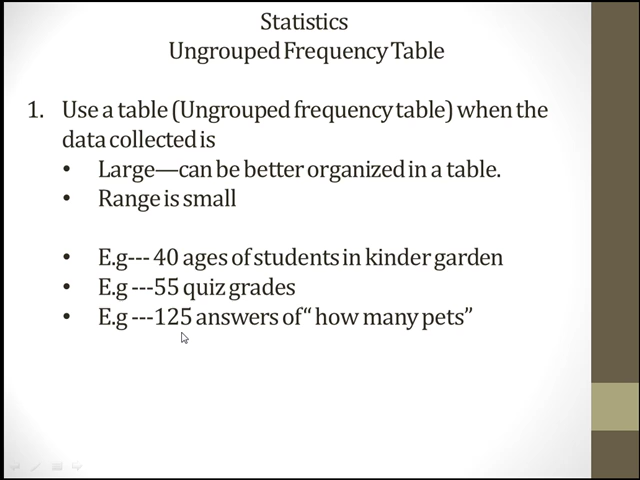 Statistics
Ungrouped Frequency Table
1. Use a table (Ungrouped frequency table) when the
data collected is
• Large—can be better organized in a table.
• Range is small
• E.g--- 40 ages of students in kinder garden
• E.g ---55 quiz grades
• E.g ---125 answers of “ how many pets”